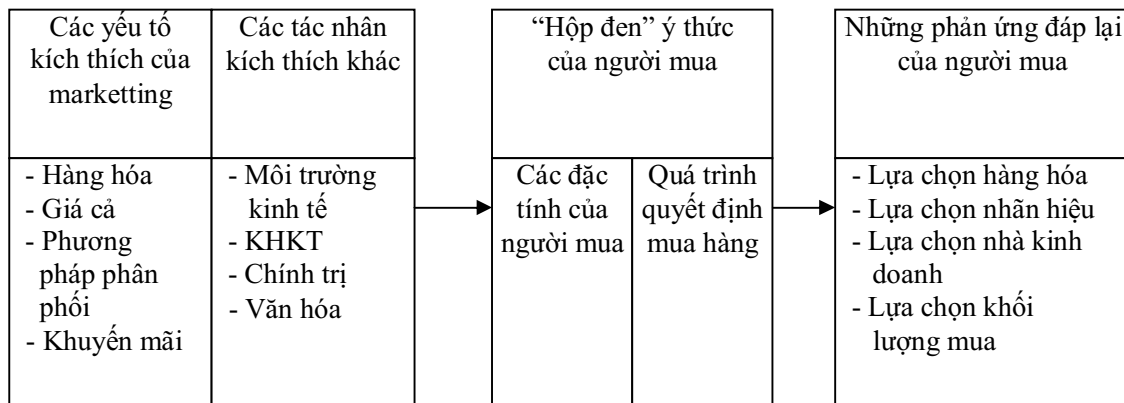 Các yếu tố
kích thích của
marketting
Các tác nhân
kích thích khác
“Hộp đen” ý thức
của người mua
Những phản ứng đáp lại
của người mua
- Hàng hóa
- Giá cả
- Phương
pháp phân
phối
- Khuyến mãi
- Môi trường
kinh tế
- KHKT
- Chính trị
- Văn hóa
Các đặc
tính của
người mua
Quá trình
quyết định
mua hàng
- Lựa chọn hàng hóa
- Lựa chọn nhãn hiệu
- Lựa chọn nhà kinh
doanh
- Lựa chọn khối
lượng mua